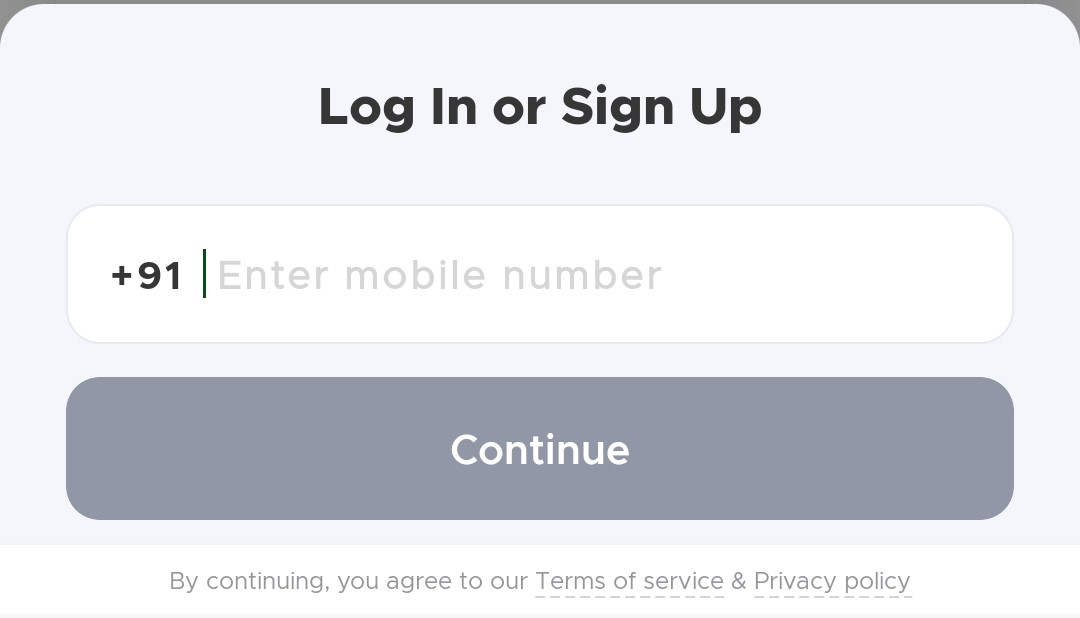 Log In or Sign Up
+91 Enter mobile number
Continue
By continuing, you agree to our Terms of service & Privacy policy